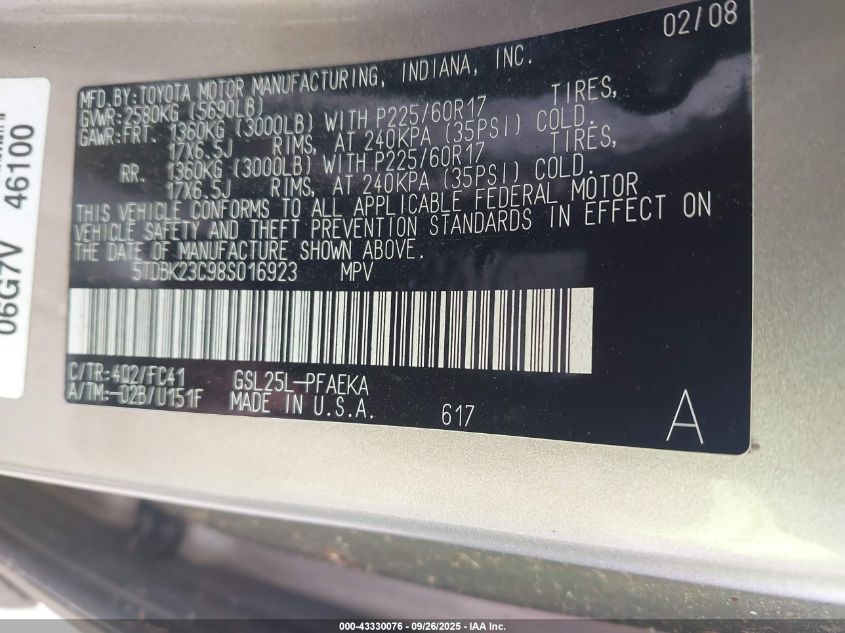 02/08
MFD.BY:TOYOTA MOTOR MANUFACTURING, INDIANA, INC.
GVWR:2580KG (5690LB)
GAWR:FRT. 1360KG (3000LB) WITH P225/60R17 TIRES,
17X6.5J RIMS, AT 240KPA (35PSI) COLD.
RR. 1360KG (3000LB) WITH P225/60R17 TIRES,
17X6.5J RIMS, AT 240KPA (35PSI) COLD.
THIS VEHICLE CONFORMS TO ALL APPLICABLE FEDERAL MOTOR
VEHICLE SAFETY AND THEFT PREVENTION STANDARDS IN EFFECT ON
THE DATE OF MANUFACTURE SHOWN ABOVE.
5TDBK23C98S016923 MPV
C/TR:4Q2/FC41 GSL25L-PFAEKA
A/TM:-02B/U151F MADE IN U.S.A. 617
A
06G7V 46100
000-43330076 - 09/26/2025 - IAA Inc.